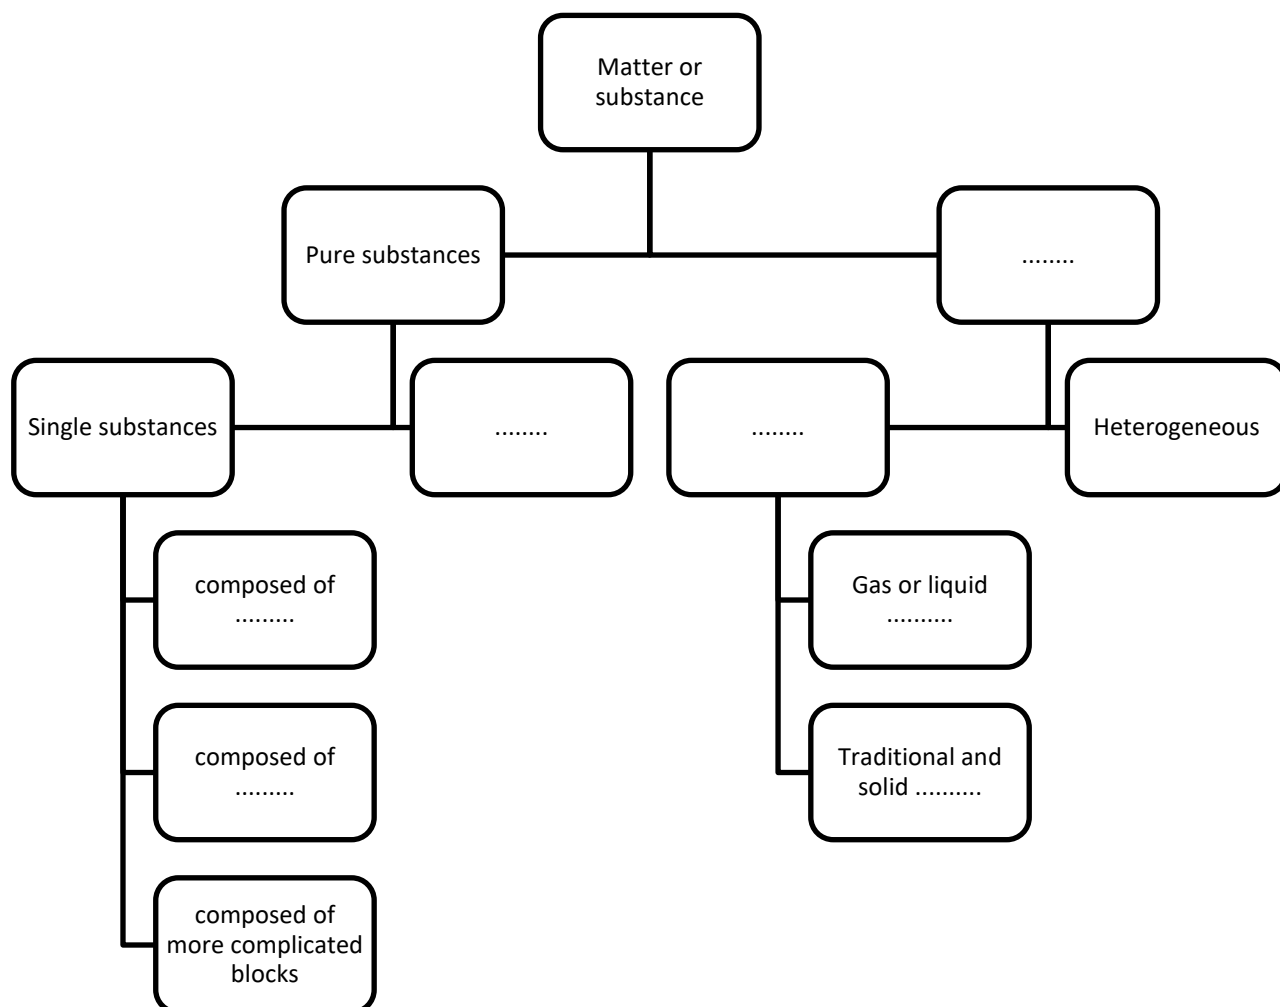 Matter or
substance
Pure substances
........
Single substances
........
........
Heterogeneous
composed of
.........
Gas or liquid
..........
composed of
.........
Traditional and
solid ..........
composed of
more complicated
blocks